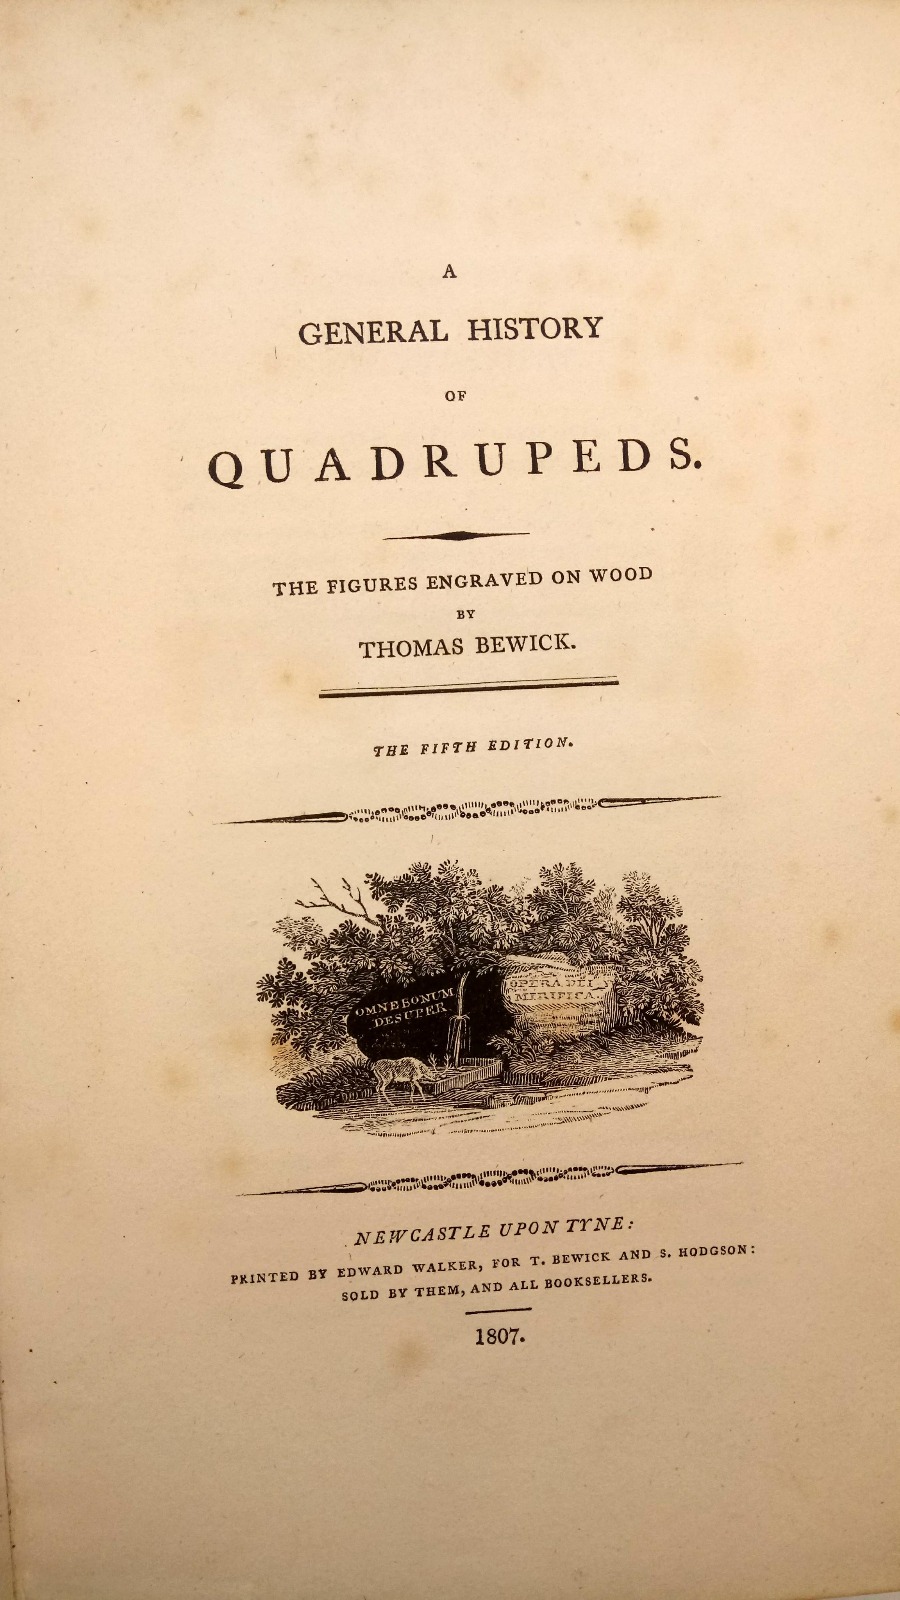 A
GENERAL HISTORY
OF
QUADRUPEDS.
THE FIGURES ENGRAVED ON WOOD
BY
THOMAS BEWICK.
THE FIFTH EDITION.
OMNE BONUM
DESUPER
OPERA DEI
MIRIFICA.
NEWCASTLE UPON TYNE:
PRINTED BY EDWARD WALKER, FOR T. BEWICK AND S. HODGSON:
SOLD BY THEM, AND ALL BOOKSELLERS.
1807.